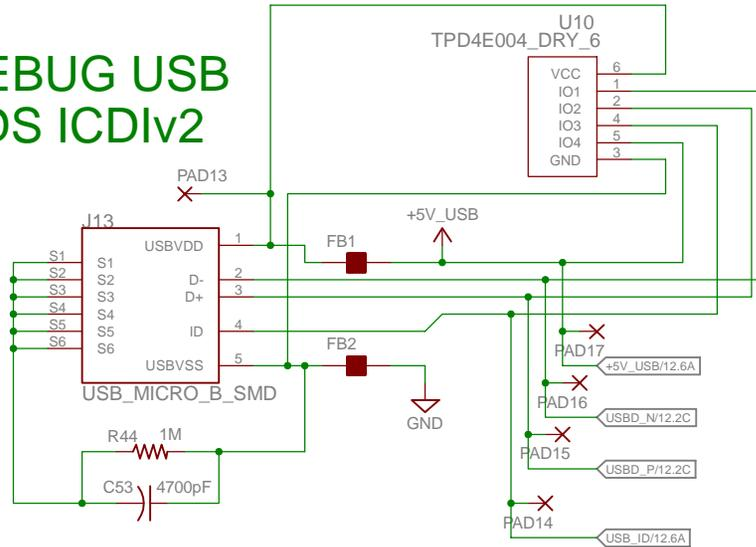 EBUG USB
OS ICDIv2
U10
TPD4E004_DRY_6
VCC 6
IO1 1
IO2 2
IO3 4
IO4 5
GND 3
PAD13
J13
+5V_USB
USBVDD 1
FB1
S1 S1
S2 S2
S3 S3
S4 S4
S5 S5
S6 S6
D- 2
D+ 3
ID 4
USBVSS 5
FB2
USB_MICRO_B_SMD
GND
PAD17
+5V_USB/12.6A
PAD16
USBD_N/12.2C
PAD15
USBD_P/12.2C
PAD14
USB_ID/12.6A
R44 1M
C53 4700pF